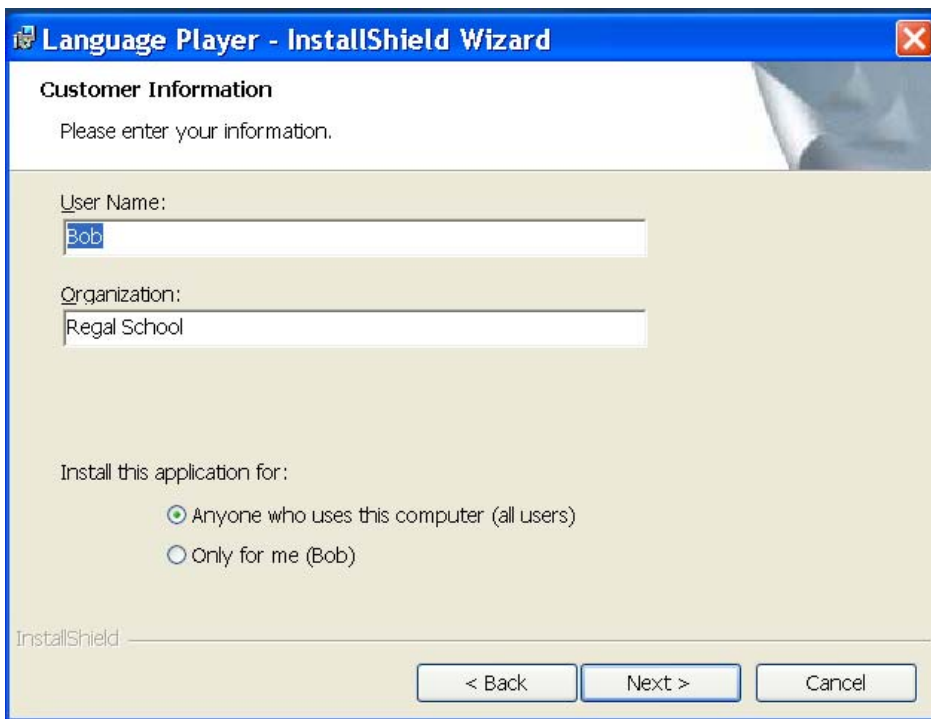 Language Player - InstallShield Wizard
Customer Information
Please enter your information.
User Name:
Bob
Organization:
Regal School
Install this application for:
Anyone who uses this computer (all users)
Only for me (Bob)
InstallShield
< Back Next > Cancel